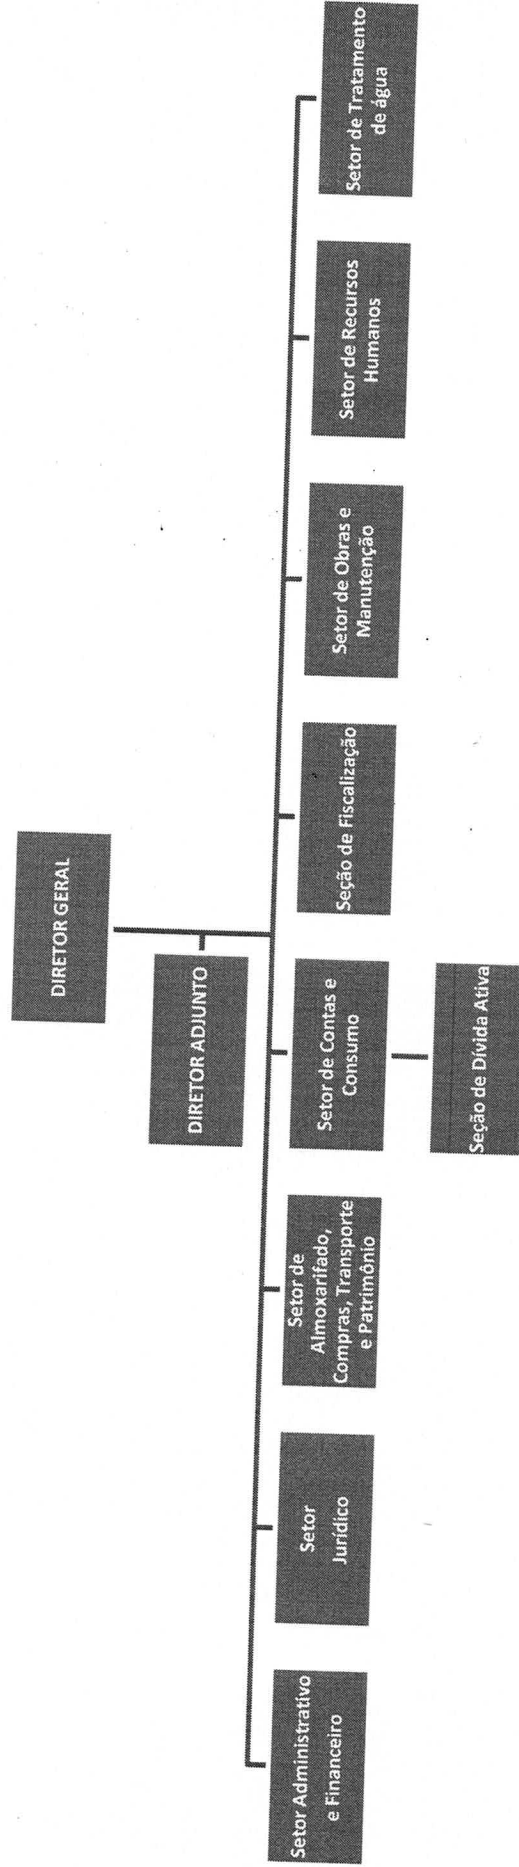 DIRETOR GERAL
DIRETOR ADJUNTO
Setor Administrativo
e Financeiro
Setor
Jurídico
Setor de
Almoxarifado,
Compras, Transporte
e Patrimônio
Setor de Contas e
Consumo
Seção de Fiscalização
Setor de Obras e
Manutenção
Setor de Recursos
Humanos
Setor de Tratamento
de água
Seção de Dívida Ativa